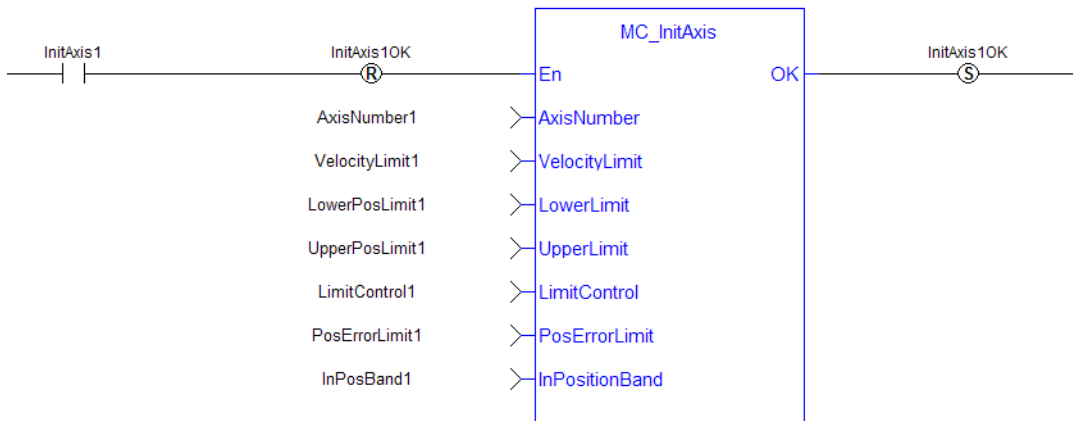 MC_InitAxis
InitAxis1 InitAxis1OK InitAxis1OK
R En OK S
AxisNumber1 AxisNumber
VelocityLimit1 VelocityLimit
LowerPosLimit1 LowerLimit
UpperPosLimit1 UpperLimit
LimitControl1 LimitControl
PosErrorLimit1 PosErrorLimit
InPosBand1 InPositionBand